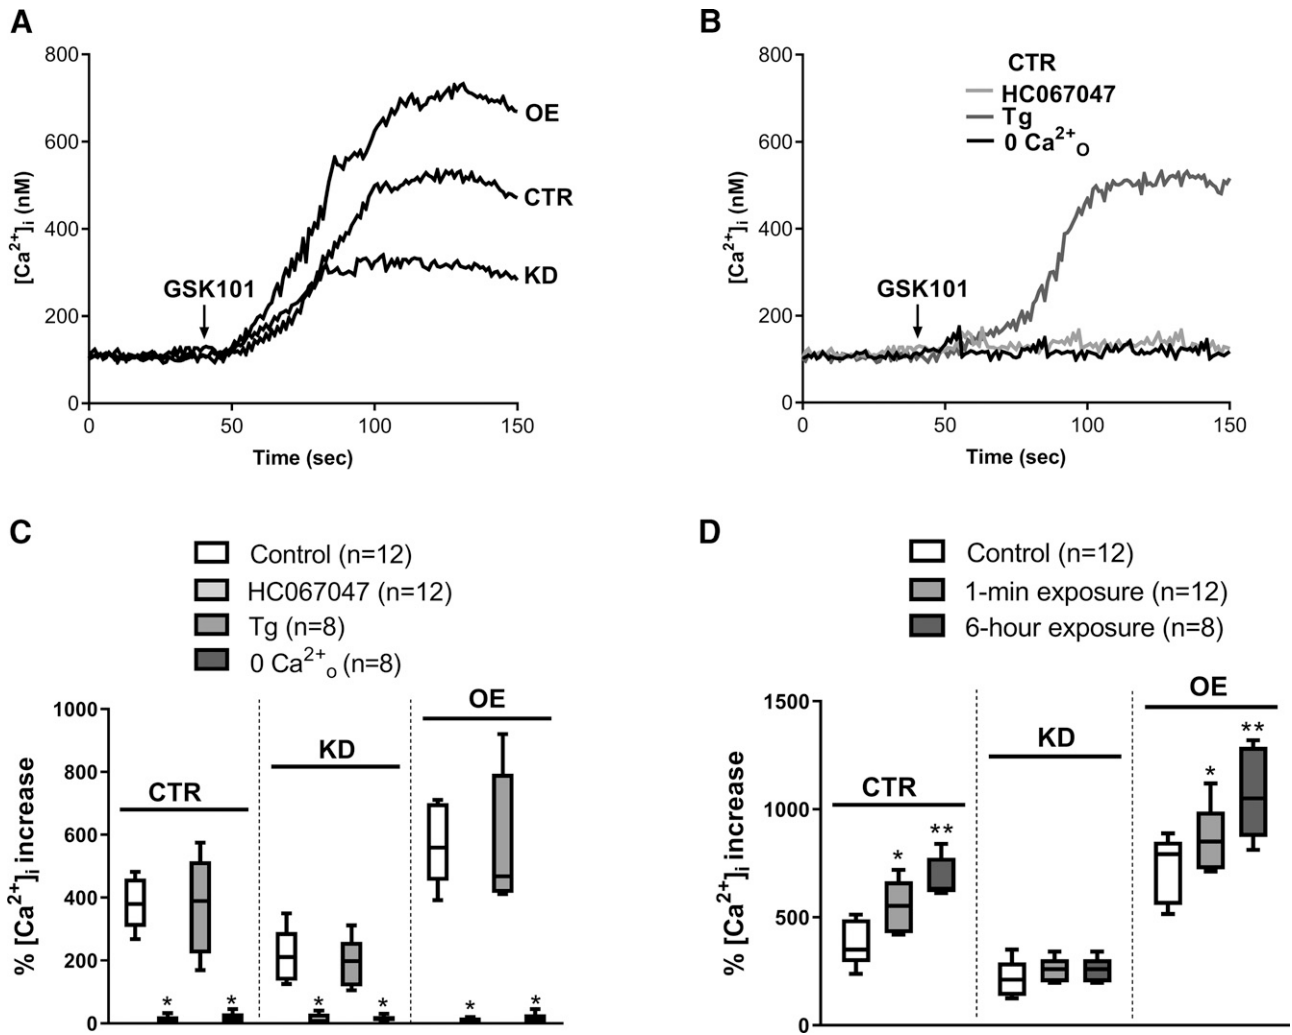 A
800
600
400
200
0
[Ca²⁺]ᵢ (nM)
OE
CTR
KD
GSK101
0 50 100 150
Time (sec)
B
800
600
400
200
0
[Ca²⁺]ᵢ (nM)
CTR
HC067047
Tg
0 Ca²⁺O
GSK101
0 50 100 150
Time (sec)
C
Control (n=12)
HC067047 (n=12)
Tg (n=8)
0 Ca²⁺o (n=8)
1000
800
600
400
200
0
% [Ca²⁺]ᵢ increase
CTR
KD
OE
* * * * * *
D
Control (n=12)
1-min exposure (n=12)
6-hour exposure (n=8)
1500
1000
500
0
% [Ca²⁺]ᵢ increase
CTR
KD
OE
* ** * **